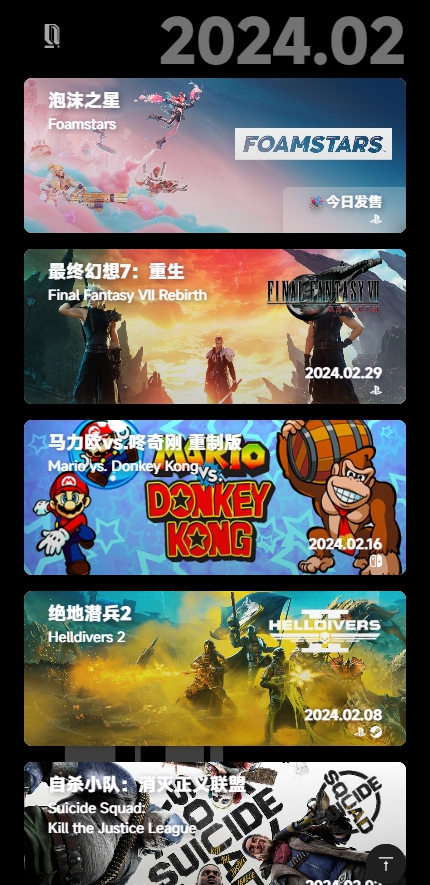 2024.02
泡沫之星
Foamstars
FOAMSTARS
今日发售
最终幻想7：重生
Final Fantasy VII Rebirth
FINAL FANTASY VII
REBIRTH
2024.02.29
马力欧vs.咚奇刚 重制版
Mario vs. Donkey Kong
MARIO
VS.
DONKEY
KONG
2024.02.16
绝地潜兵2
Helldivers 2
HELLDIVERS
2024.02.08
自杀小队：消灭正义联盟
Suicide Squad:
Kill the Justice League
SUICIDE
SUICIDE
SQUAD